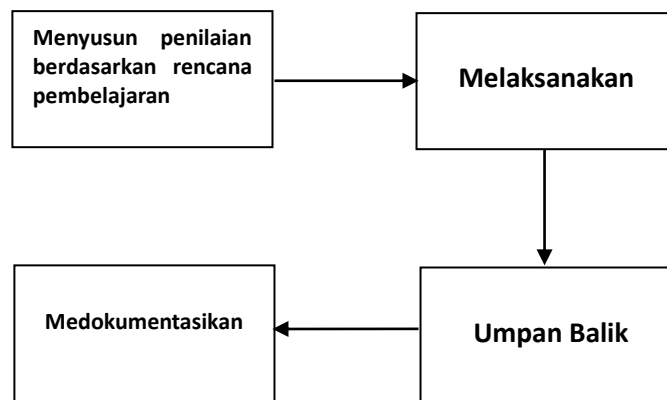 Menyusun penilaian
berdasarkan rencana
pembelajaran
Melaksanakan
Umpan Balik
Medokumentasikan